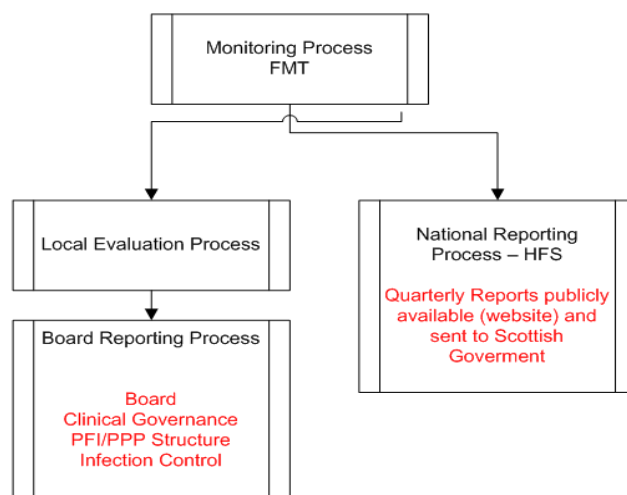 Monitoring Process
FMT
Local Evaluation Process
National Reporting
Process – HFS
Quarterly Reports publicly
available (website) and
sent to Scottish
Goverment
Board Reporting Process
Board
Clinical Governance
PFI/PPP Structure
Infection Control